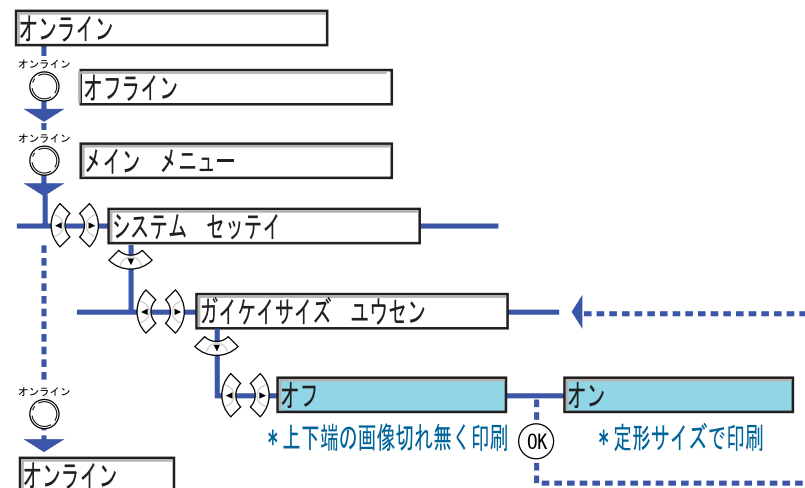 オンライン
オンライン
オフライン
オンライン
メイン メニュー
システム セッテイ
ガイケイサイズ ユウセン
オンライン
オフ
オン
*上下端の画像切れ無く印刷
OK
*定形サイズで印刷
オンライン